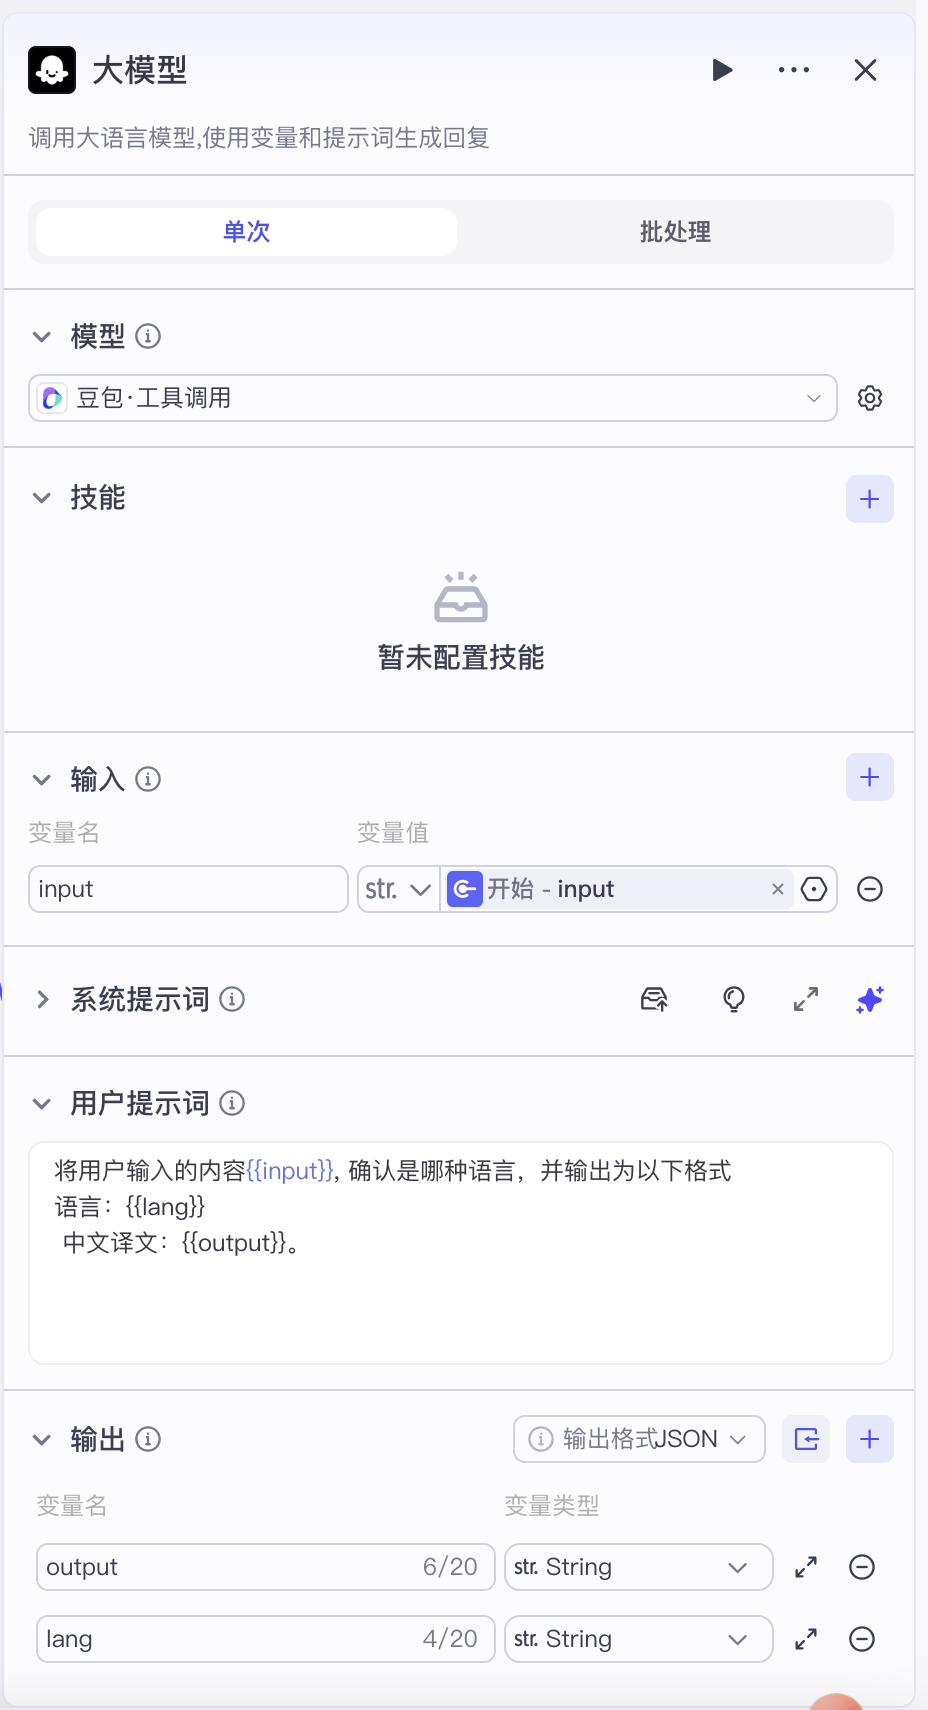 大模型
调用大语言模型,使用变量和提示词生成回复
单次
批处理
模型
豆包·工具调用
技能
暂未配置技能
输入
变量名
变量值
input
str.
开始 - input
系统提示词
用户提示词
将用户输入的内容{{input}}, 确认是哪种语言，并输出为以下格式
语言：{{lang}}
中文译文：{{output}}。
输出
输出格式JSON
变量名
变量类型
output
6/20
str. String
lang
4/20
str. String